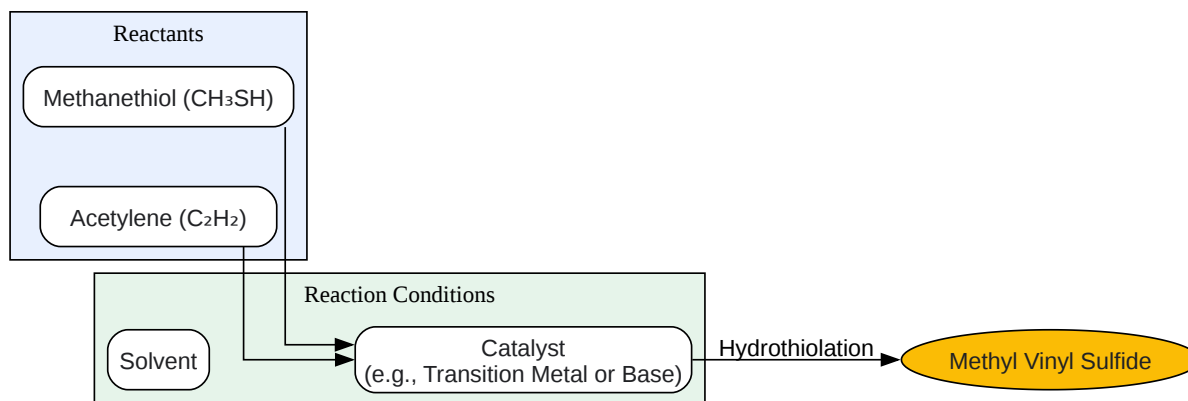 Reactants
Methanethiol (CH₃SH)
Acetylene (C₂H₂)
Reaction Conditions
Solvent
Catalyst
(e.g., Transition Metal or Base)
Hydrothiolation
Methyl Vinyl Sulfide